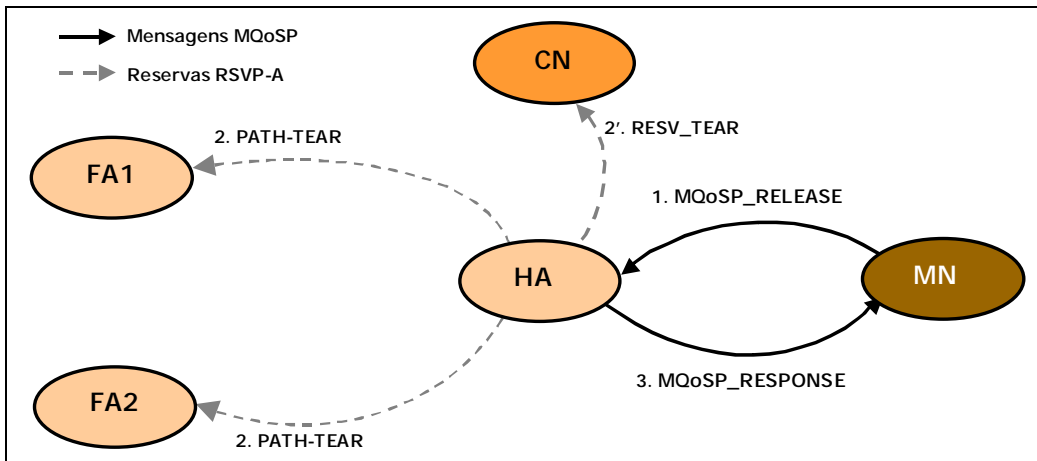 Mensagens MQoSP
Reservas RSVP-A
CN
2'. RESV_TEAR
2. PATH-TEAR
FA1
1. MQoSP_RELEASE
HA
MN
3. MQoSP_RESPONSE
FA2
2. PATH-TEAR